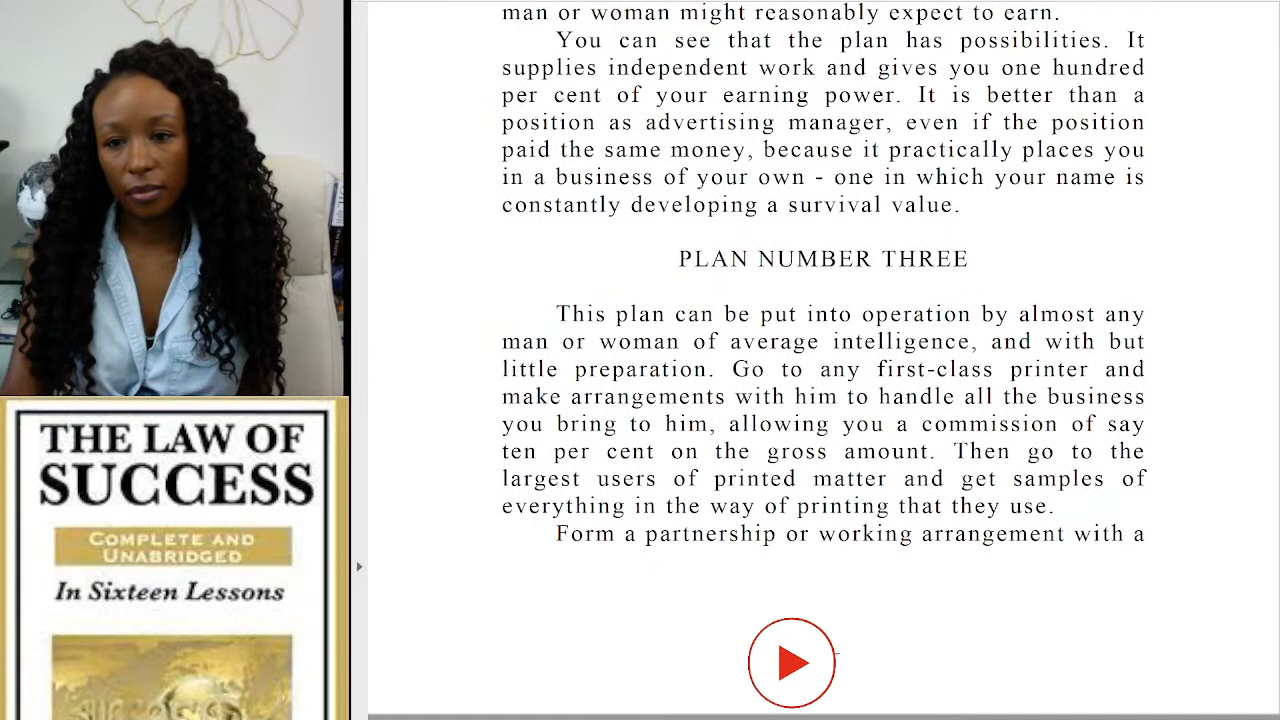 man or woman might reasonably expect to earn.
You can see that the plan has possibilities. It
supplies independent work and gives you one hundred
per cent of your earning power. It is better than a
position as advertising manager, even if the position
paid the same money, because it practically places you
in a business of your own - one in which your name is
constantly developing a survival value.
PLAN NUMBER THREE
This plan can be put into operation by almost any
man or woman of average intelligence, and with but
little preparation. Go to any first-class printer and
make arrangements with him to handle all the business
you bring to him, allowing you a commission of say
ten per cent on the gross amount. Then go to the
largest users of printed matter and get samples of
everything in the way of printing that they use.
Form a partnership or working arrangement with a
THE LAW OF
SUCCESS
COMPLETE AND
UNABRIDGED
In Sixteen Lessons